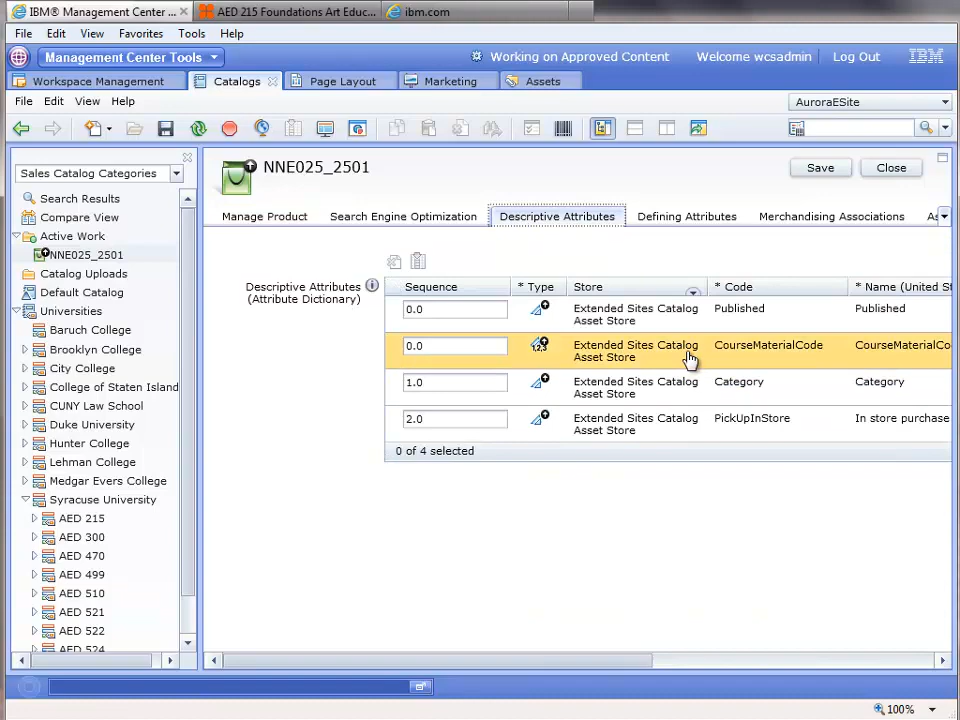 IBM® Management Center ...
AED 215 Foundations Art Educ...
ibm.com
File Edit View Favorites Tools Help
Management Center Tools
Working on Approved Content
Welcome wcsadmin
Log Out
IBM
Workspace Management
Catalogs
Page Layout
Marketing
Assets
File Edit View Help
AuroraESite
Sales Catalog Categories
Search Results
Compare View
Active Work
NNE025_2501
Catalog Uploads
Default Catalog
Universities
Baruch College
Brooklyn College
City College
College of Staten Island
CUNY Law School
Duke University
Hunter College
Lehman College
Medgar Evers College
Syracuse University
AED 215
AED 300
AED 470
AED 499
AED 510
AED 521
AED 522
AED 524
NNE025_2501
Save
Close
Manage Product
Search Engine Optimization
Descriptive Attributes
Defining Attributes
Merchandising Associations
As
Descriptive Attributes
(Attribute Dictionary)
Sequence * Type Store * Code * Name (United St
0.0 Extended Sites Catalog Published Published
Asset Store
0.0 1,2,3 Extended Sites Catalog CourseMaterialCode CourseMaterialCo
Asset Store
1.0 Extended Sites Catalog Category Category
Asset Store
2.0 Extended Sites Catalog PickUpInStore In store purchase
Asset Store
0 of 4 selected
100%